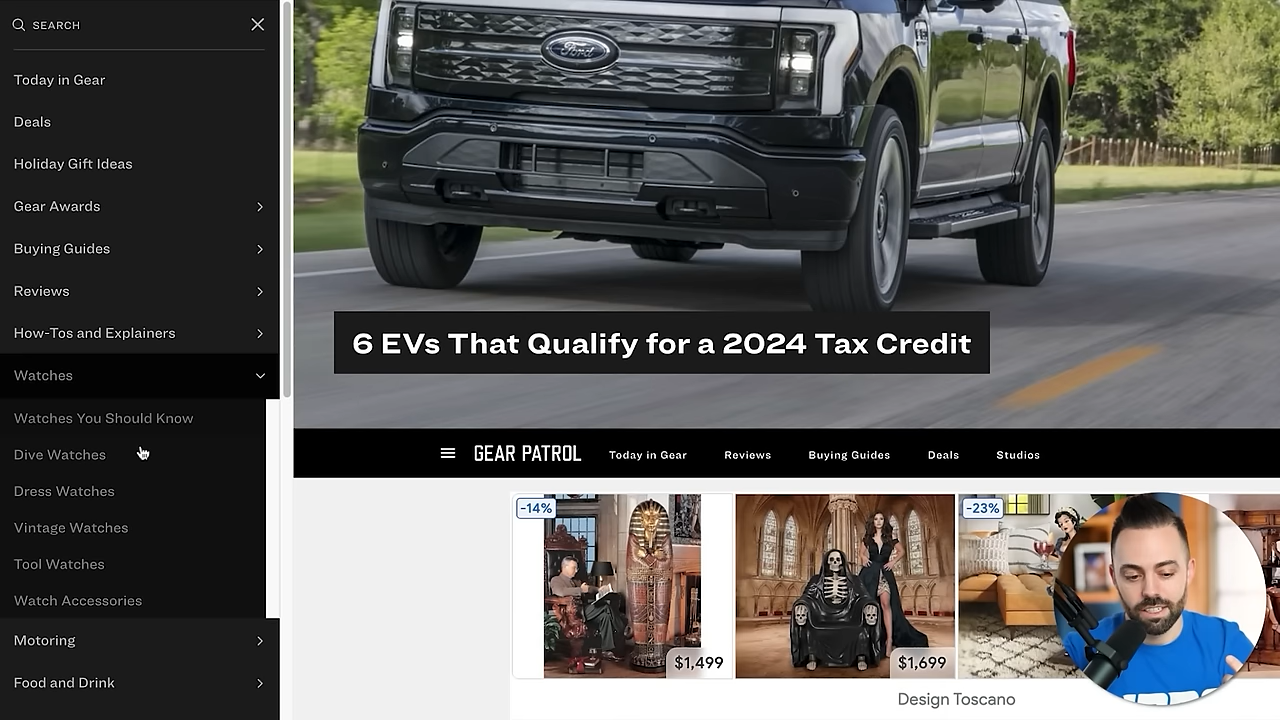 SEARCH
Today in Gear
Deals
Holiday Gift Ideas
Gear Awards
Buying Guides
Reviews
How-Tos and Explainers
Watches
Watches You Should Know
Dive Watches
Dress Watches
Vintage Watches
Tool Watches
Watch Accessories
Motoring
Food and Drink
Ford
6 EVs That Qualify for a 2024 Tax Credit
GEAR PATROL Today in Gear Reviews Buying Guides Deals Studios
-14% -23%
$1,499 $1,699
Design Toscano